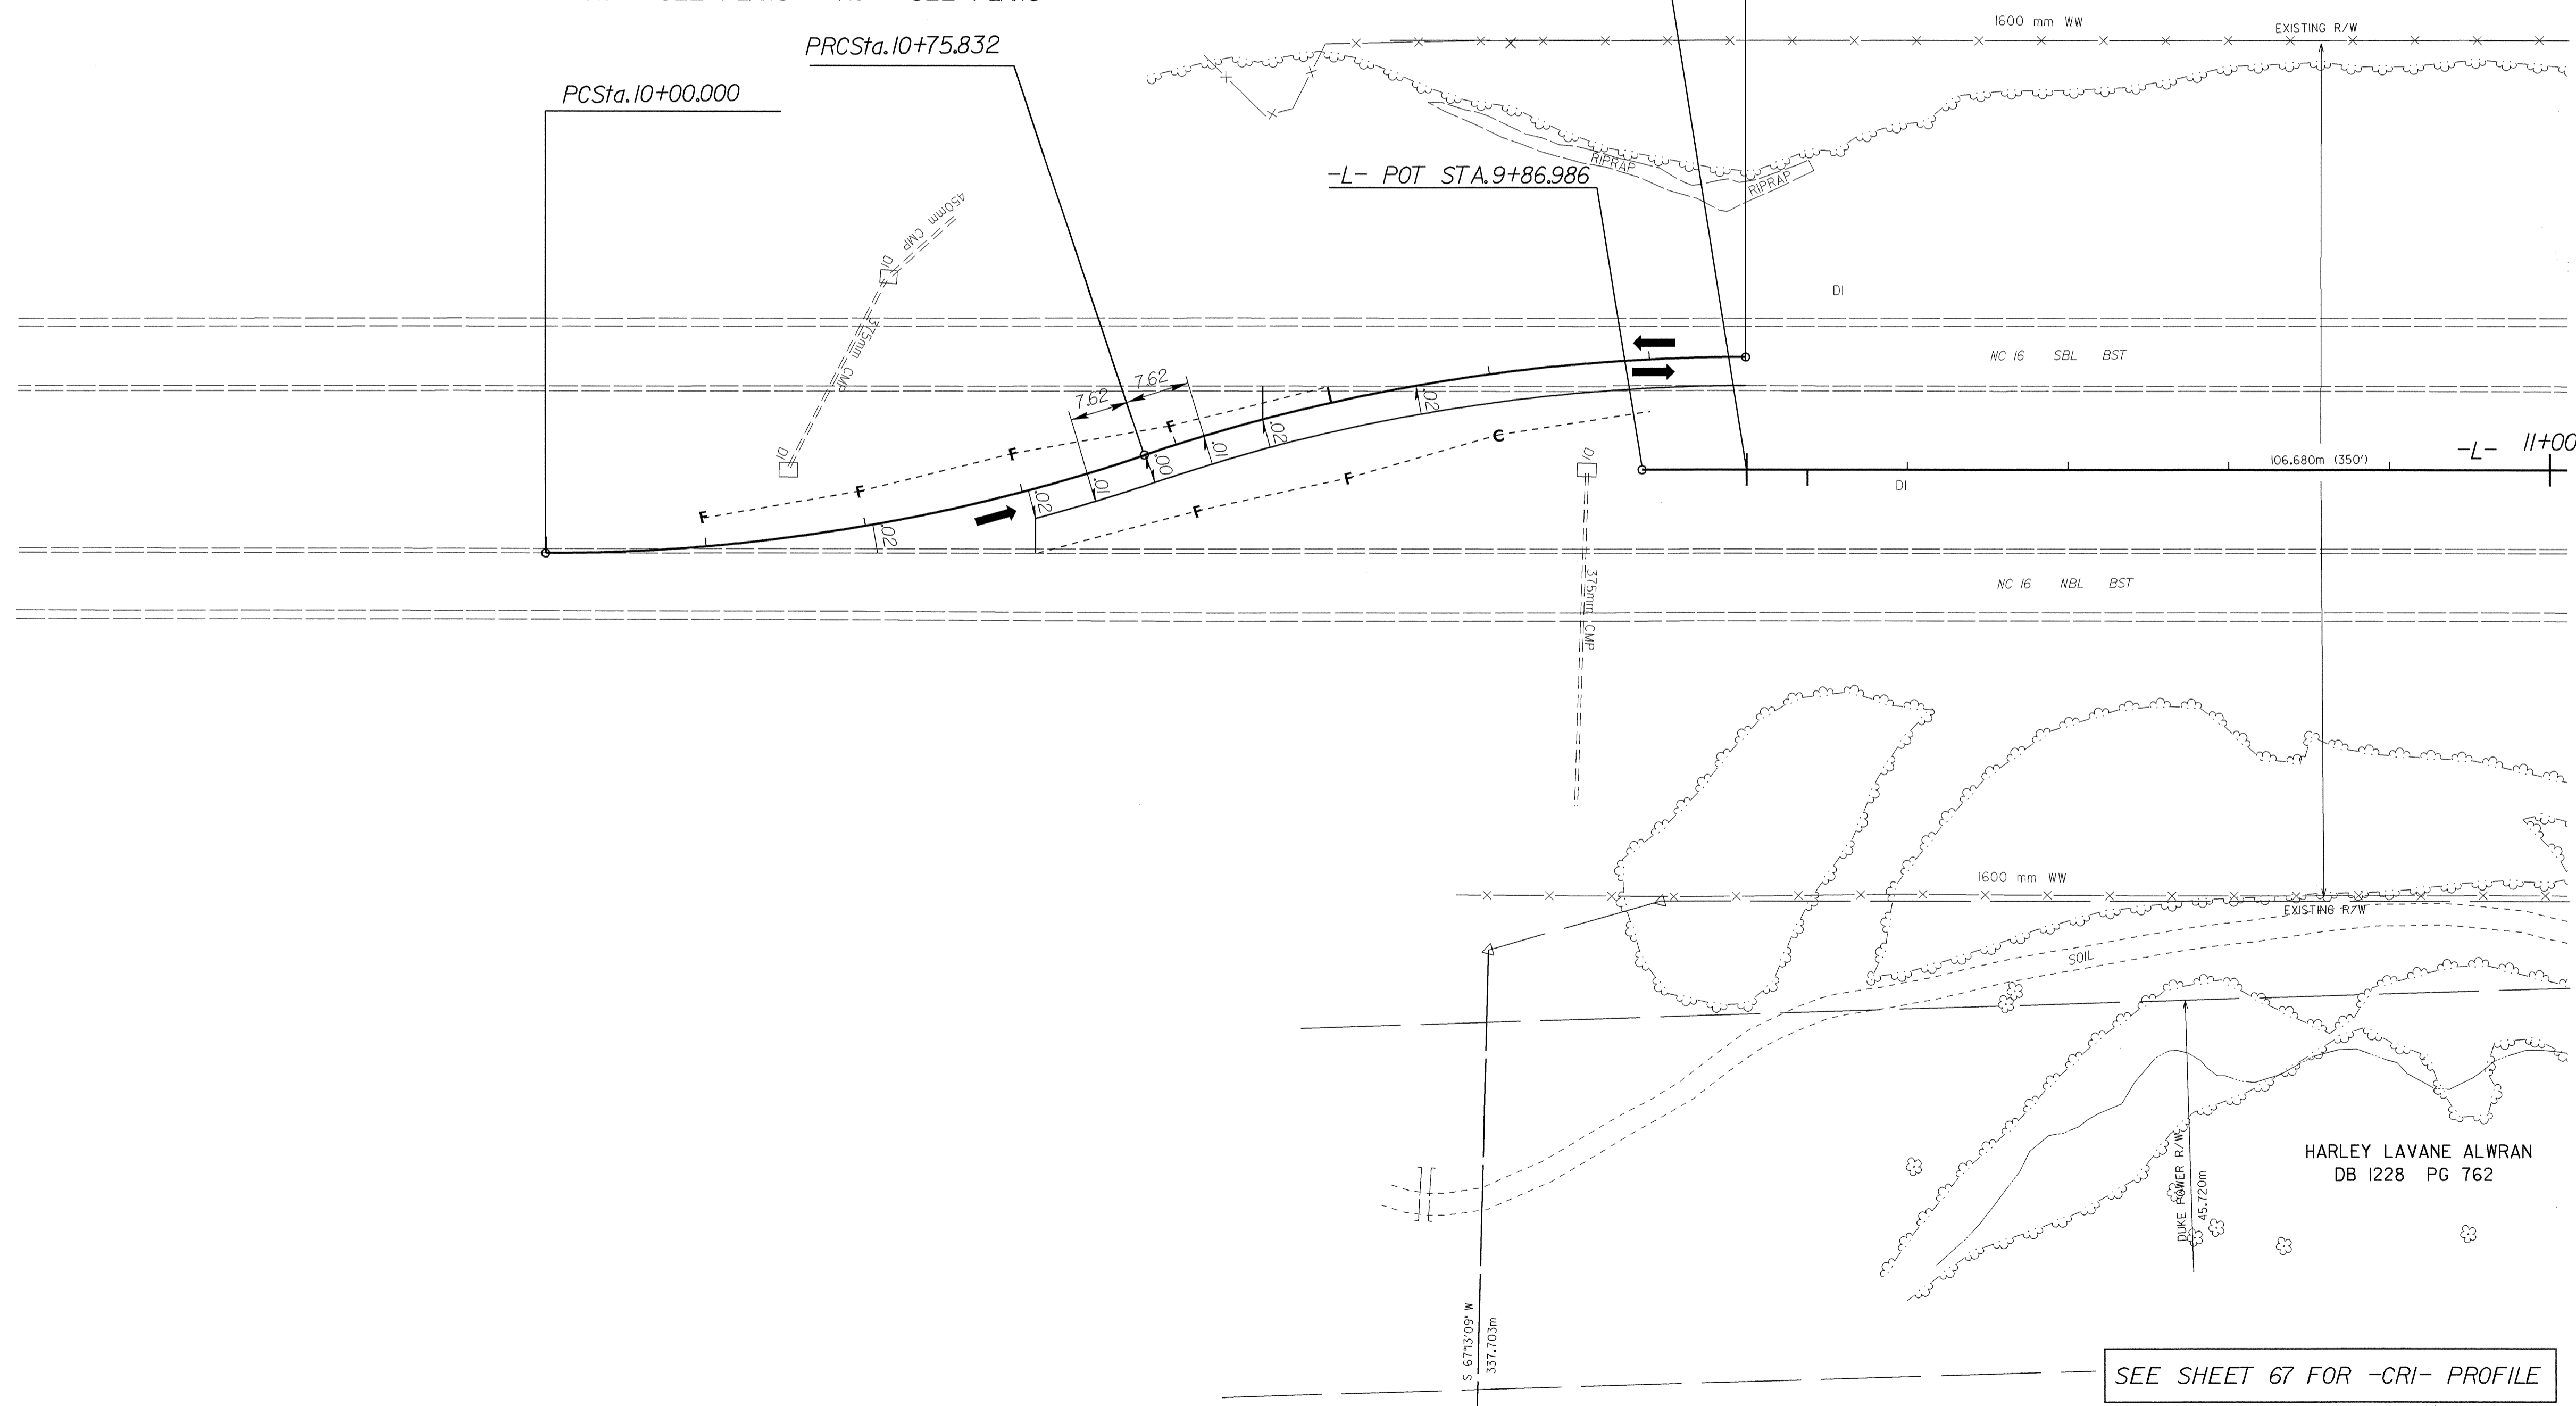 PRCSta.10+75.832
PCSta.10+00.000
1600 mm WW
EXISTING R/W
-L- POT STA.9+86.986
RIPRAP
RIPRAP
450mm CMP
DI
375mm CMP
DI
DI
NC 16 SBL BST
7.62
7.62
.02
.02
.01
.00
.01
.02
.02
F
F
F
F
F
F
C
F
DI
DI
106.680m (350')
-L- 11+00
NC 16 NBL BST
375mm CMP
1600 mm WW
EXISTING R/W
SOIL
DUKE POWER R/W
45.720m
HARLEY LAVANE ALWRAN
DB 1228 PG 762
S 67°13'09" W
337.703m
SEE SHEET 67 FOR -CR1- PROFILE